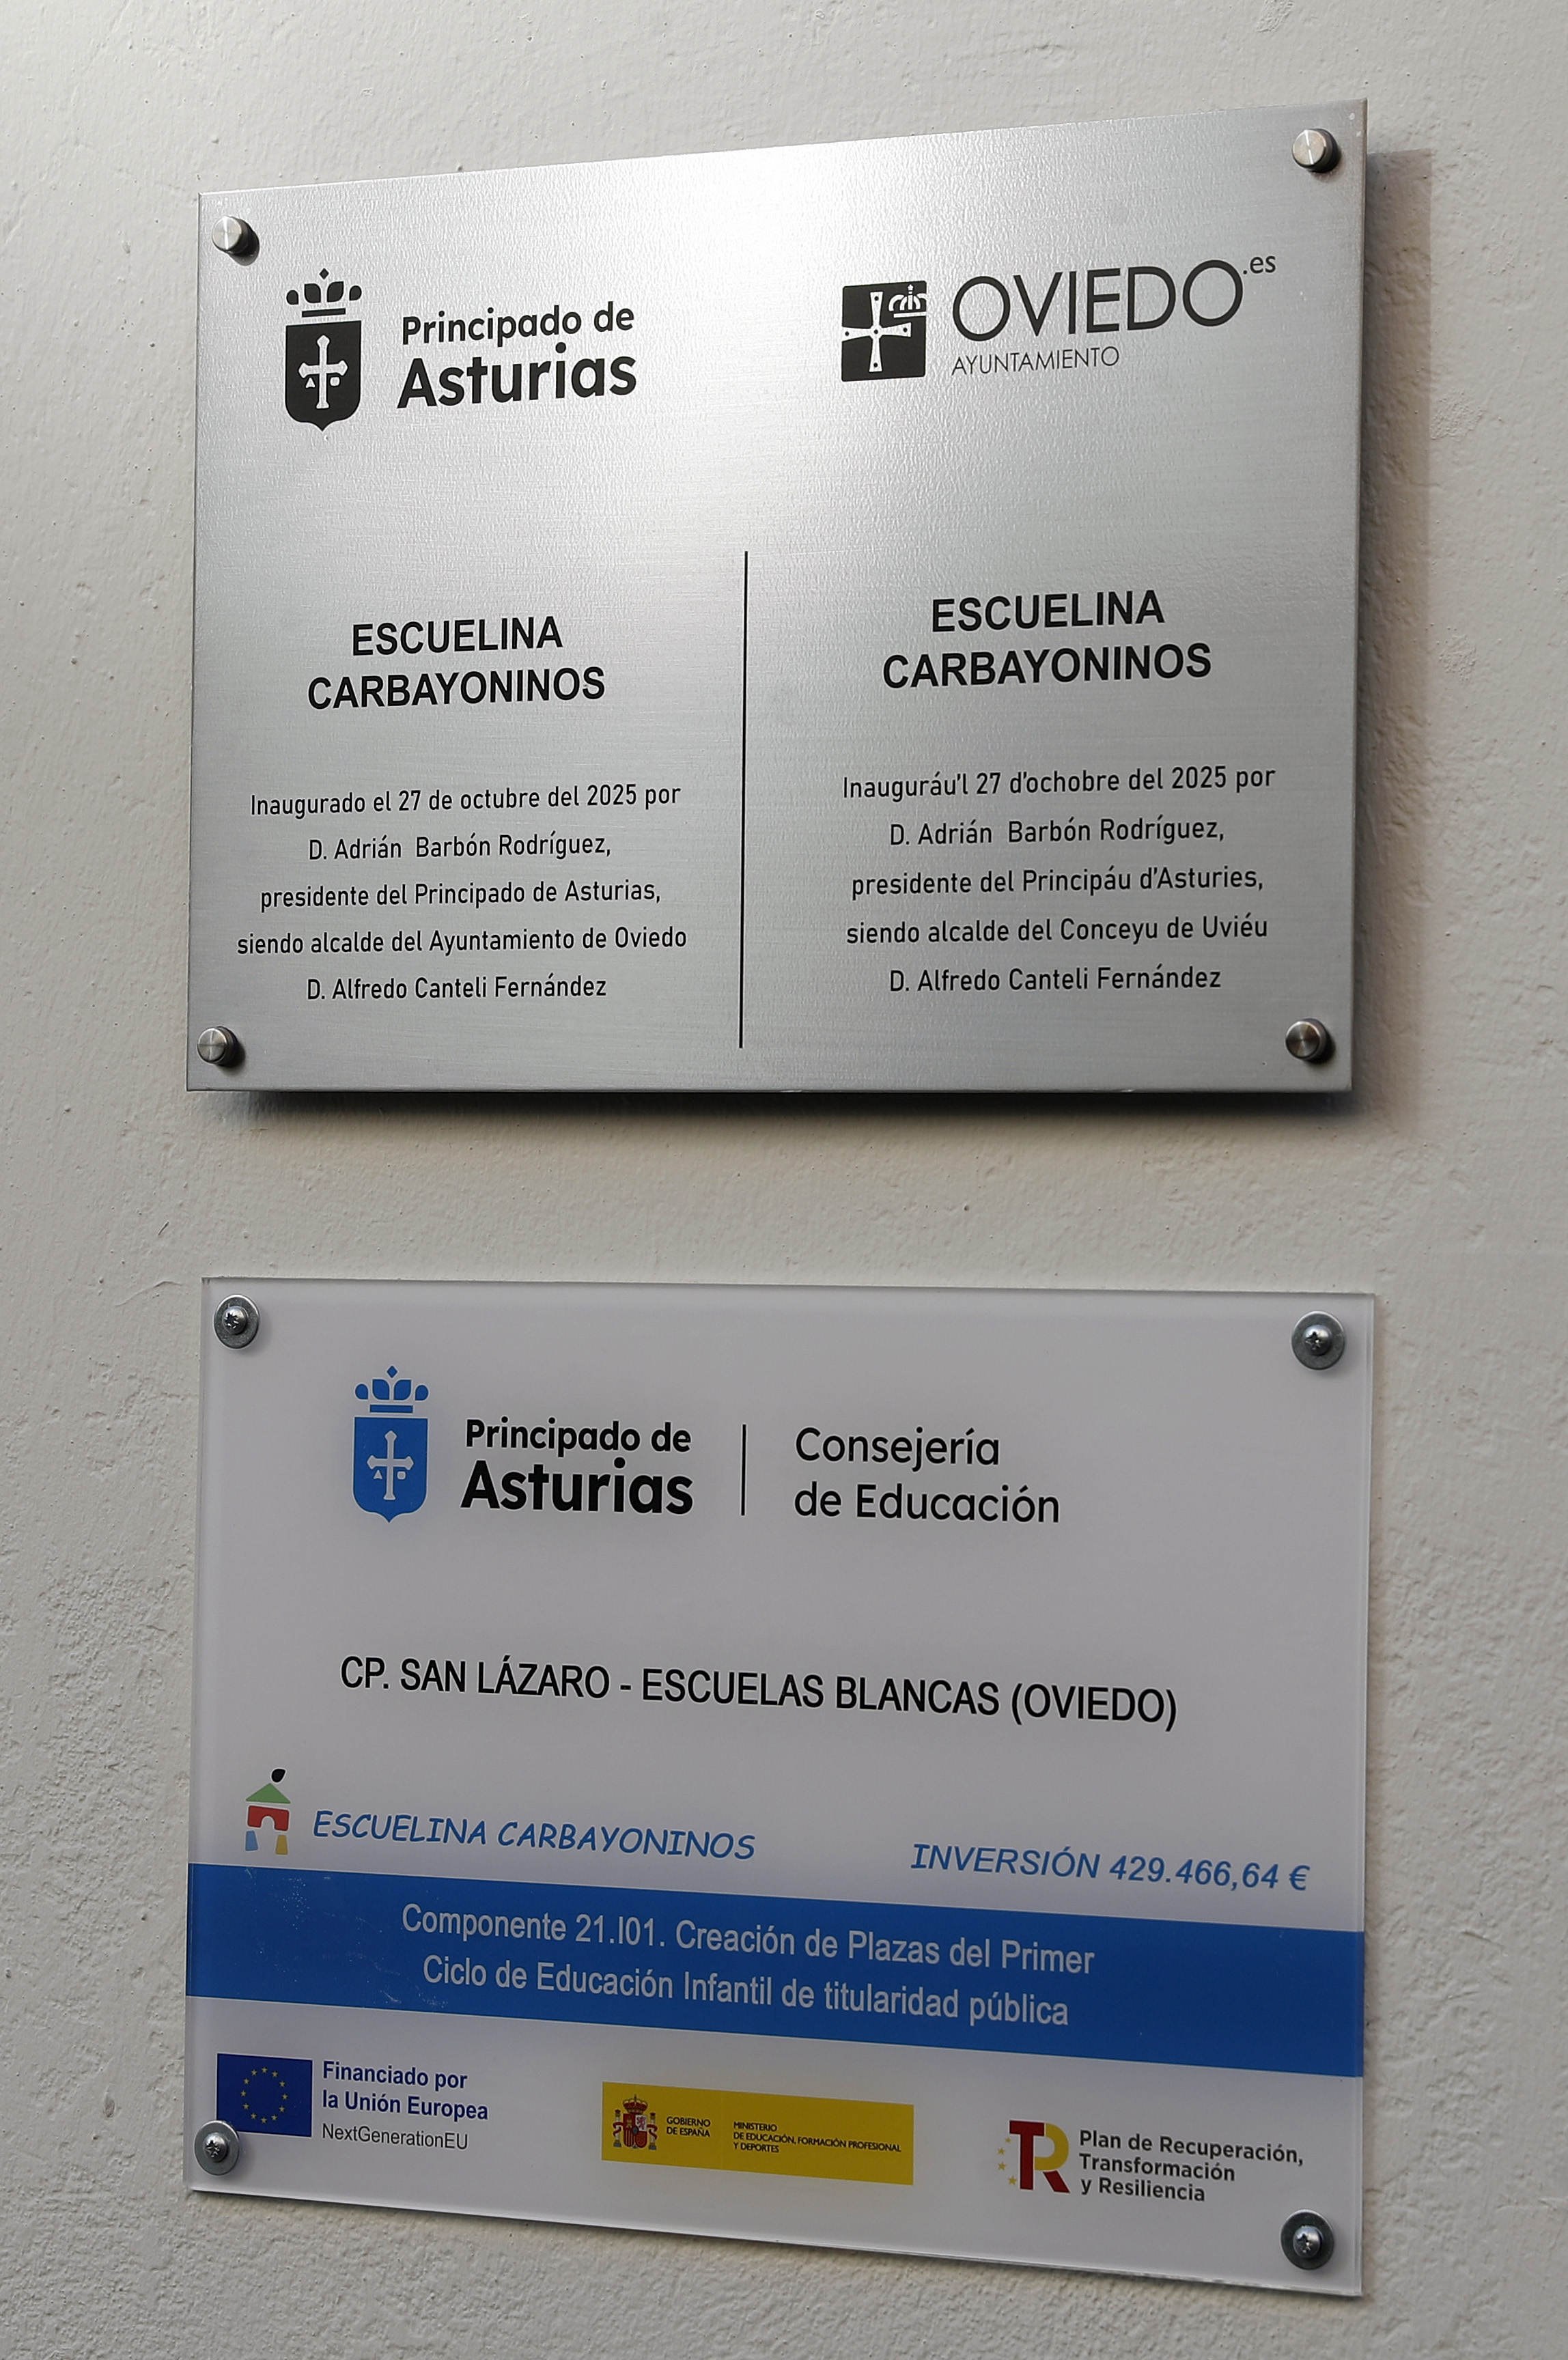 Principado de
Asturias
OVIEDO.es
AYUNTAMIENTO
ESCUELINA
CARBAYONINOS
Inaugurado el 27 de octubre del 2025 por
D. Adrián Barbón Rodríguez,
presidente del Principado de Asturias,
siendo alcalde del Ayuntamiento de Oviedo
D. Alfredo Canteli Fernández
ESCUELINA
CARBAYONINOS
Inauguráu'l 27 d'ochobre del 2025 por
D. Adrián Barbón Rodríguez,
presidente del Principáu d'Asturies,
siendo alcalde del Conceyu de Uviéu
D. Alfredo Canteli Fernández
Principado de
Asturias
Consejería
de Educación
CP. SAN LÁZARO - ESCUELAS BLANCAS (OVIEDO)
ESCUELINA CARBAYONINOS
INVERSIÓN 429.466,64 €
Componente 21.I01. Creación de Plazas del Primer
Ciclo de Educación Infantil de titularidad pública
Financiado por
la Unión Europea
NextGenerationEU
GOBIERNO
DE ESPAÑA
MINISTERIO
DE EDUCACIÓN, FORMACIÓN PROFESIONAL
Y DEPORTES
TR
Plan de Recuperación,
Transformación
y Resiliencia